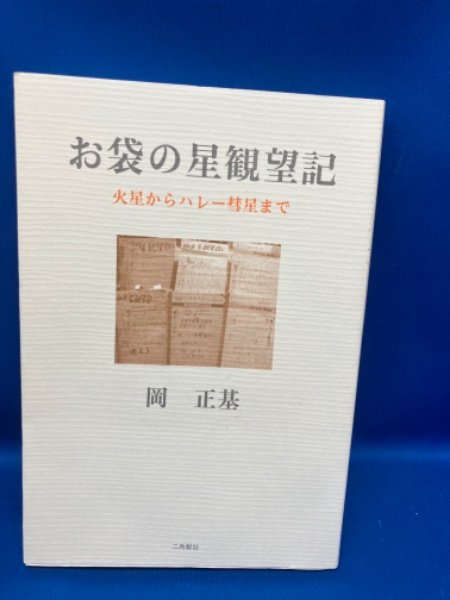 お袋の星観望記
火星からハレー彗星まで
岡 正基